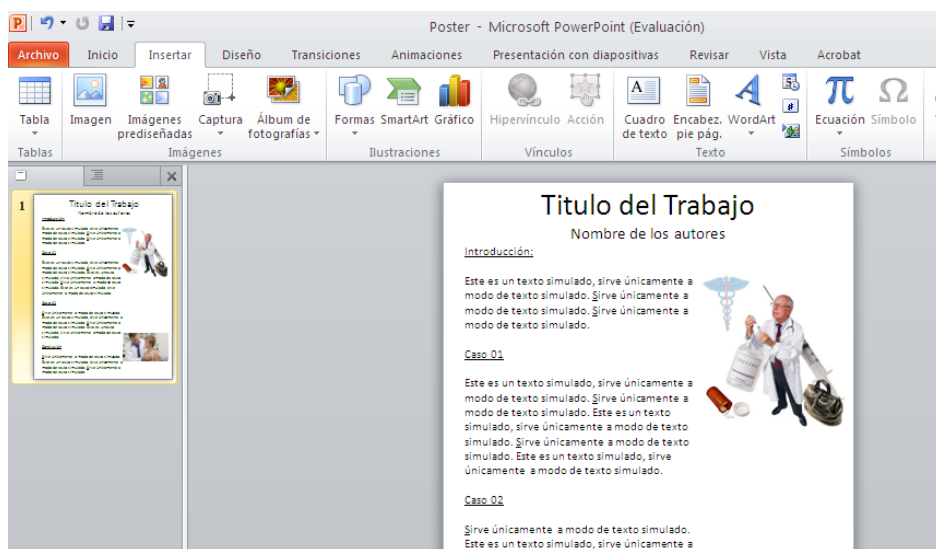 Poster - Microsoft PowerPoint (Evaluación)
Archivo Inicio Insertar Diseño Transiciones Animaciones Presentación con diapositivas Revisar Vista Acrobat
Tabla Imagen Imágenes prediseñadas Captura Álbum de fotografías Formas SmartArt Gráfico Hipervínculo Acción Cuadro de texto Encabez. pie pág. WordArt Ecuación Símbolo
Tablas Imágenes Ilustraciones Vínculos Texto Símbolos
1
Titulo del Trabajo
Nombre de los autores
Titulo del Trabajo
Nombre de los autores
Introducción:
Este es un texto simulado, sirve únicamente a
modo de texto simulado. Sirve únicamente a
modo de texto simulado. Sirve únicamente a
modo de texto simulado.
Caso 01
Este es un texto simulado, sirve únicamente a
modo de texto simulado. Sirve únicamente a
modo de texto simulado. Este es un texto
simulado, sirve únicamente a modo de texto
simulado. Sirve únicamente a modo de texto
simulado. Este es un texto simulado, sirve
únicamente a modo de texto simulado.
Caso 02
Sirve únicamente a modo de texto simulado.
Este es un texto simulado, sirve únicamente a